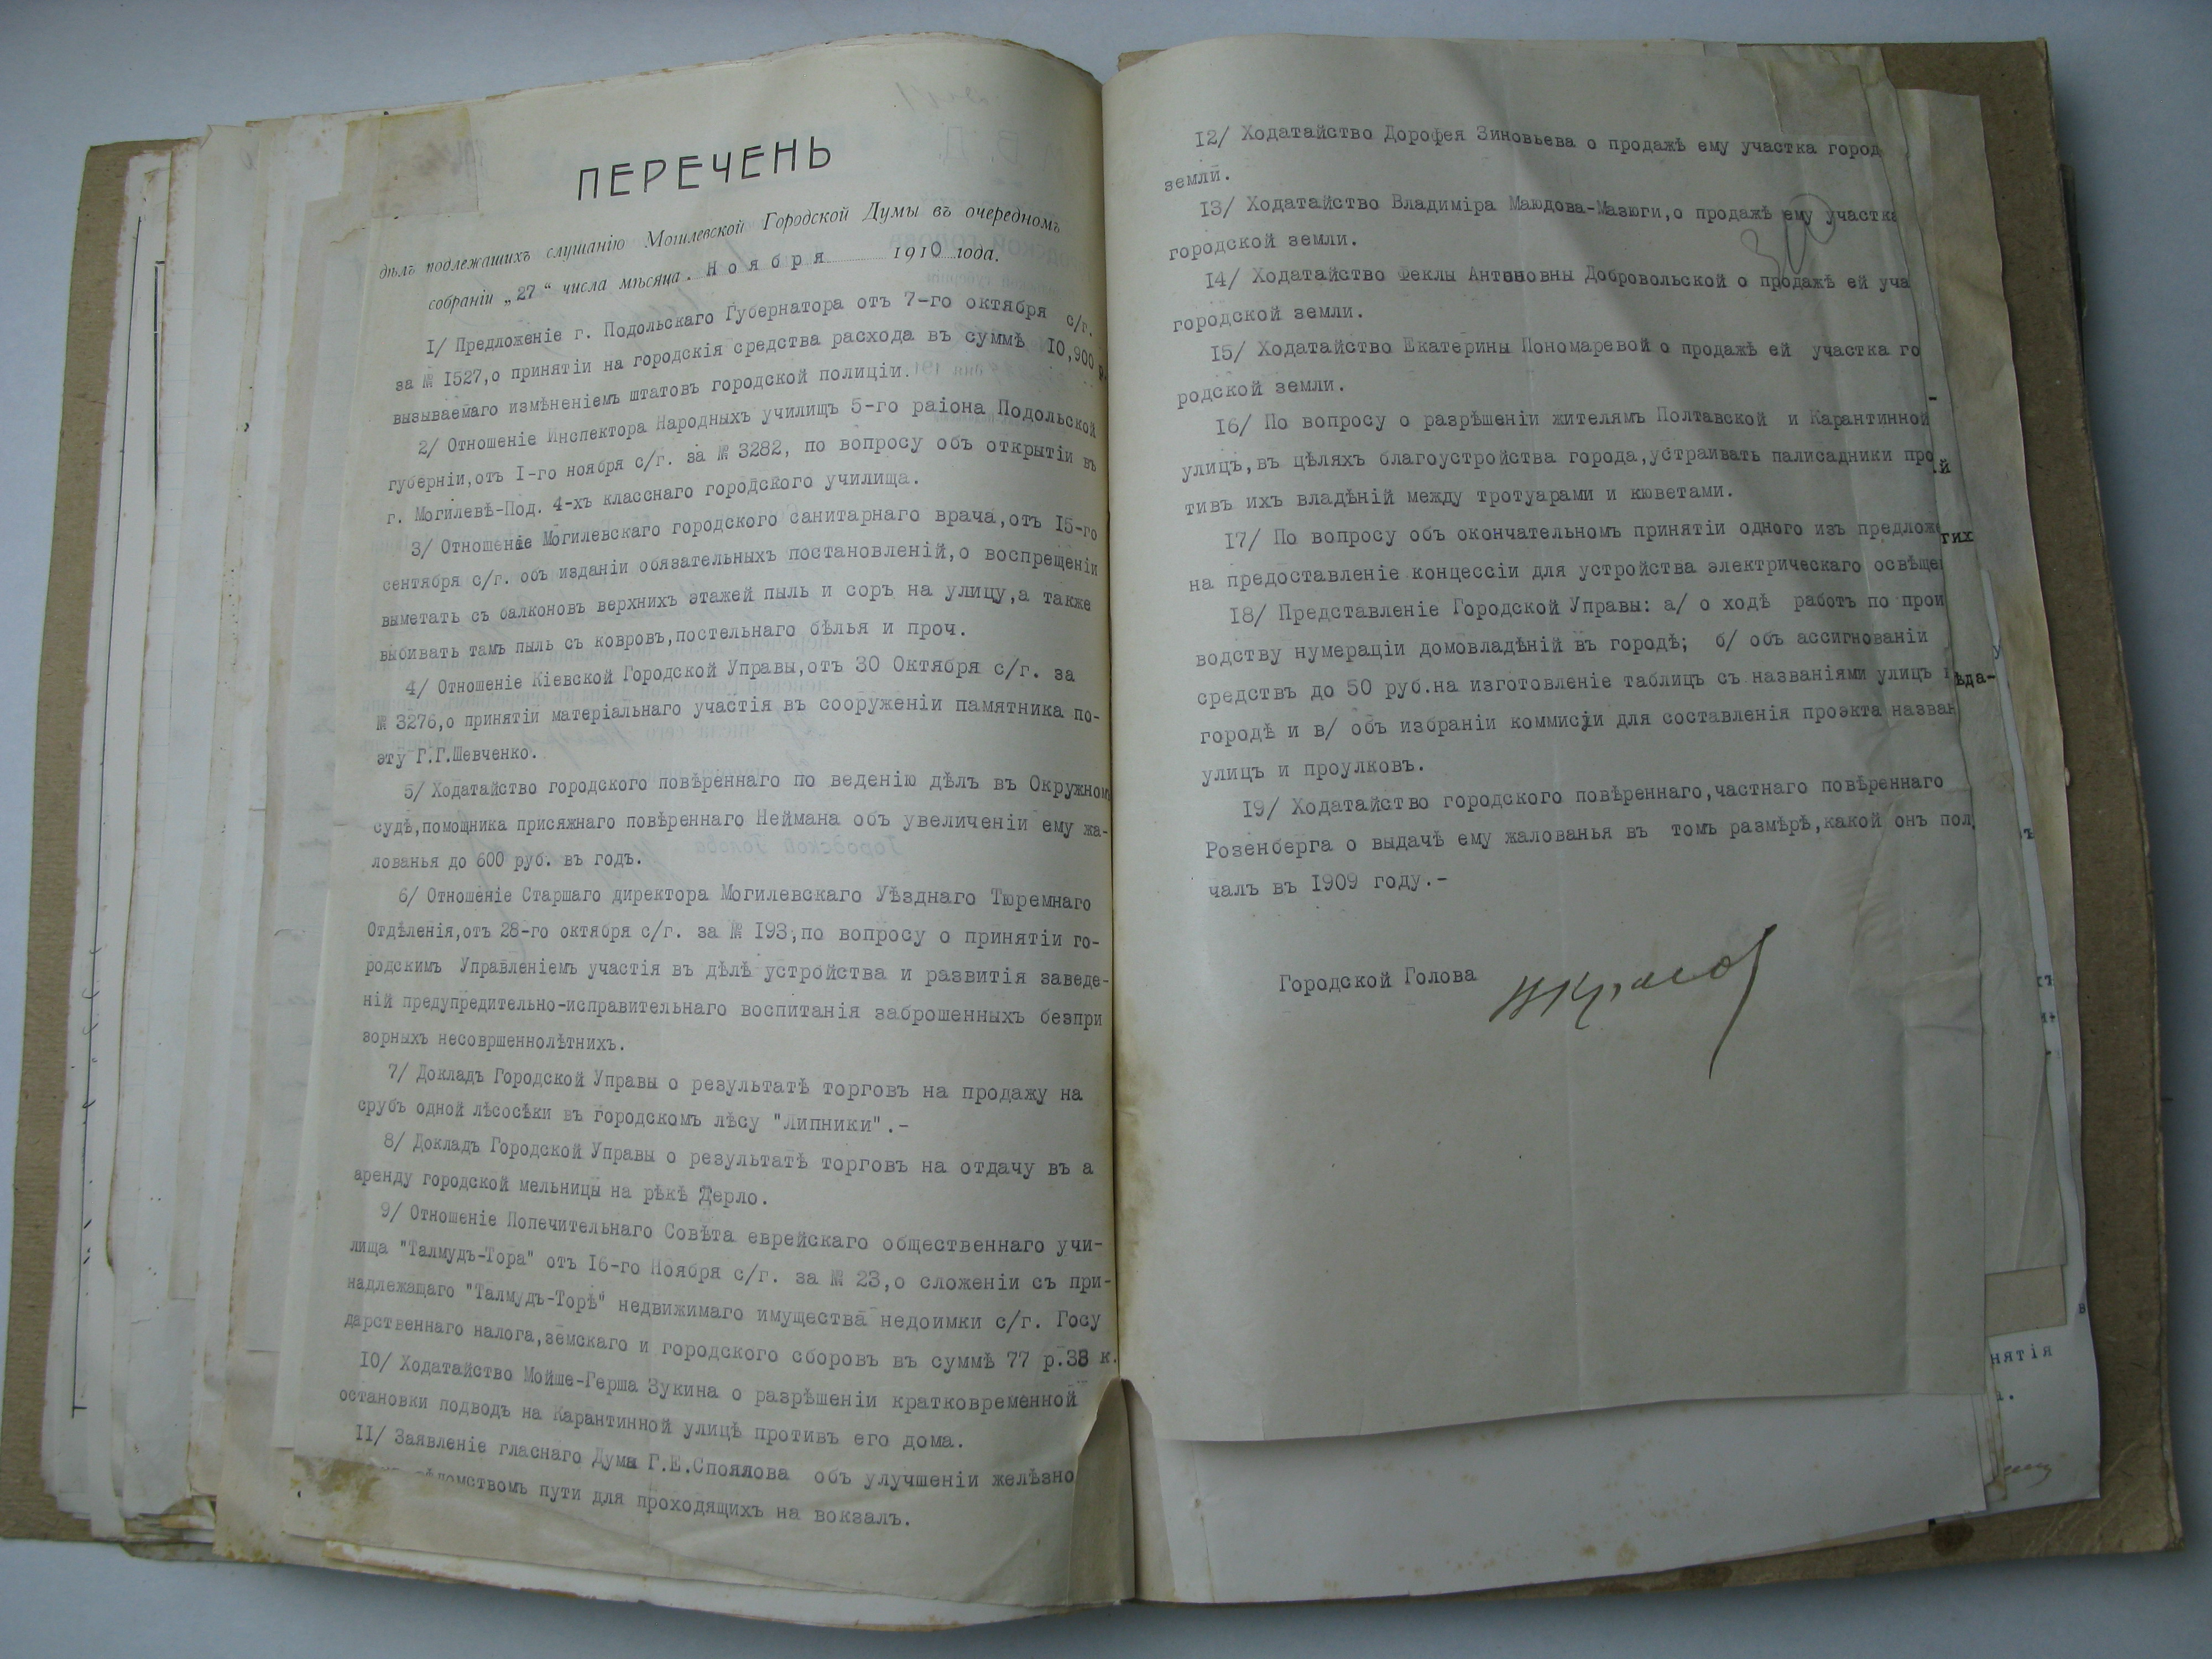 ПЕРЕЧЕНЬ
дѣлъ подлежащихъ слушанію Могилевской Городской Думы въ очередномъ
собраніи „27“ числа мѣсяца. Ноября 1910 года.
I/ Предложеніе г. Подольскаго Губернатора отъ 7-го октября с/г.
за № I527,о принятіи на городскія средства расхода въ суммѣ I0,900 р.
вызываемаго измѣненіемъ штатовъ городской полиціи.
2/ Отношеніе Инспектора Народныхъ училищъ 5-го раіона Подольской
губерніи,отъ I-го ноября с/г. за № 3282, по вопросу объ открытіи въ
г. Могилевѣ-Под. 4-хъ класснаго городского училища.
3/ Отношеніе Могилевскаго городского санитарнаго врача,отъ I5-го
сентября с/г. объ изданіи обязательныхъ постановленій,о воспрещеніи
выметать съ балконовъ верхнихъ этажей пыль и соръ на улицу,а также
выбивать тамъ пыль съ ковровъ,постельнаго бѣлья и проч.
4/ Отношеніе Кіевской Городской Управы,отъ 30 Октября с/г. за
№ 3276,о принятіи матеріальнаго участія въ сооруженіи памятника по-
эту Г.Г.Шевченко.
5/ Ходатайство городского повѣреннаго по веденію дѣлъ въ Окружномъ
судѣ,помощника присяжнаго повѣреннаго Неймана объ увеличеніи ему жа-
лованья до 600 руб. въ годъ.
6/ Отношеніе Старшаго директора Могилевскаго Уѣзднаго Тюремнаго
Отдѣленія,отъ 28-го октября с/г. за № I93,по вопросу о принятіи го-
родскимъ Управленіемъ участія въ дѣлѣ устройства и развитія заведе-
ній предупредительно-исправительнаго воспитанія заброшенныхъ безпри
зорныхъ несовршеннолѣтнихъ.
7/ Докладъ Городской Управы о результатѣ торговъ на продажу на
срубъ одной лѣсосѣки въ городскомъ лѣсу "Липники".-
8/ Докладъ Городской Управы о результатѣ торговъ на отдачу въ а
аренду городской мельницы на рѣкѣ Дерло.
9/ Отношеніе Попечительнаго Совѣта еврейскаго общественнаго учи-
лища "Талмудъ-Тора" отъ I6-го Ноября с/г. за № 23,о сложеніи съ при-
надлежащаго "Талмудъ-Торѣ" недвижимаго имущества недоимки с/г. Госу
дарственнаго налога,земскаго и городского сборовъ въ суммѣ 77 р.38 к.
I0/ Ходатайство Мойше-Герша Зукина о разрѣшеніи кратковременной
остановки подводъ на Карантинной улицѣ противъ его дома.
II/ Заявленіе гласнаго Думы Г.Е.Споялова объ улучшеніи желѣзно
вѣдомствомъ пути для проходящихъ на вокзалъ.
I2/ Ходатайство Дорофея Зиновьева о продажѣ ему участка город
земли.
I3/ Ходатайство Владиміра Маюдова-Мазюги,о продажѣ ему участка
городской земли.
I4/ Ходатайство Феклы Антоновны Добровольской о продажѣ ей уча
городской земли.
I5/ Ходатайство Екатерины Пономаревой о продажѣ ей участка го
родской земли.
I6/ По вопросу о разрѣшеніи жителямъ Полтавской и Карантинной
улицъ,въ цѣляхъ благоустройства города,устраивать палисадники про
тивъ ихъ владѣній между тротуарами и кюветами.
I7/ По вопросу объ окончательномъ принятіи одного изъ предложе
на предоставленіе концессіи для устройства электрическаго освѣщен
I8/ Представленіе Городской Управы: а/ о ходѣ работъ по прои
водству нумераціи домовладѣній въ городѣ; б/ объ ассигнованіи
средствъ до 50 руб.на изготовленіе таблицъ съ названіями улицъ в
городѣ и в/ объ избраніи коммисіи для составленія проэкта назван
улицъ и проулковъ.
I9/ Ходатайство городского повѣреннаго,частнаго повѣреннаго
Розенберга о выдачѣ ему жалованья въ томъ размѣрѣ,какой онъ пол
чалъ въ I909 году.-
Городской Голова
30
гихъ
ѣда-
нятія